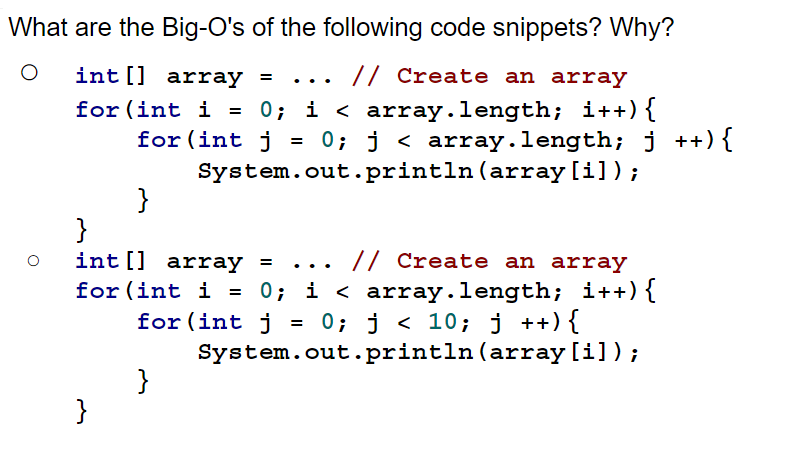 What are the Big-O's of the following code snippets? Why?
int[] array = ... // Create an array
for(int i = 0; i < array.length; i++){
for(int j = 0; j < array.length; j ++){
System.out.println(array[i]);
}
}
int[] array = ... // Create an array
for(int i = 0; i < array.length; i++){
for(int j = 0; j < 10; j ++){
System.out.println(array[i]);
}
}